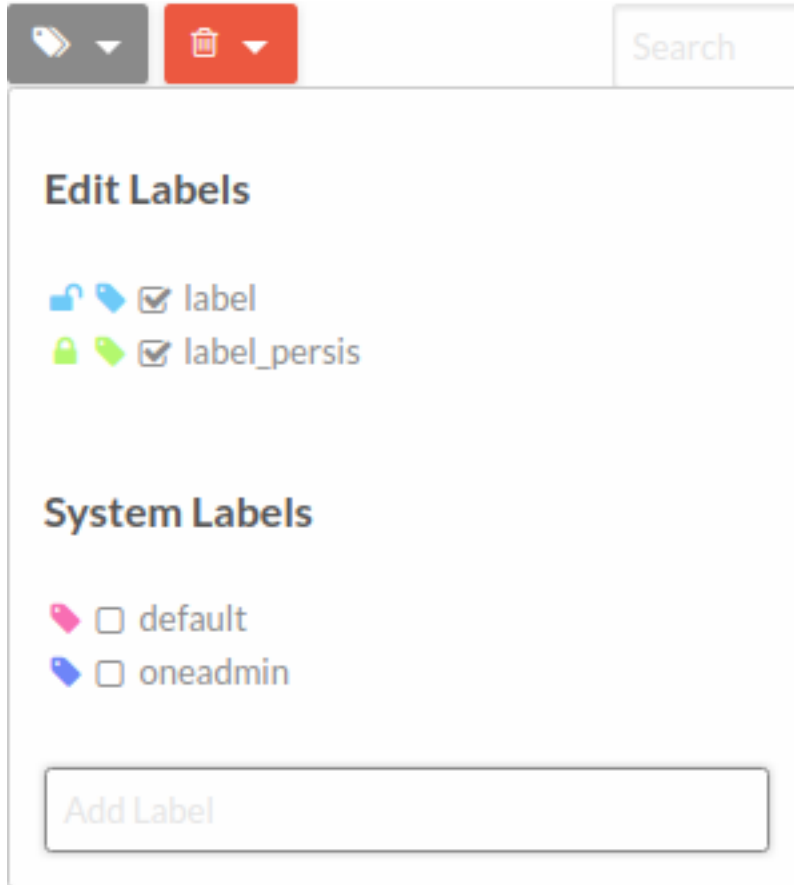 Search
Edit Labels
label
label_persis
System Labels
default
oneadmin
Add Label